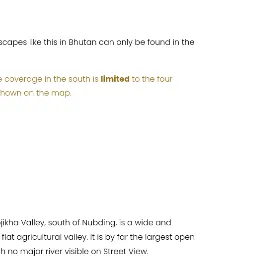 scapes like this in Bhutan can only be found in the
e coverage in the south is limited to the four
hown on the map.
jikha Valley, south of Nubding, is a wide and
flat agricultural valley. It is by far the largest open
h no major river visible on Street View.